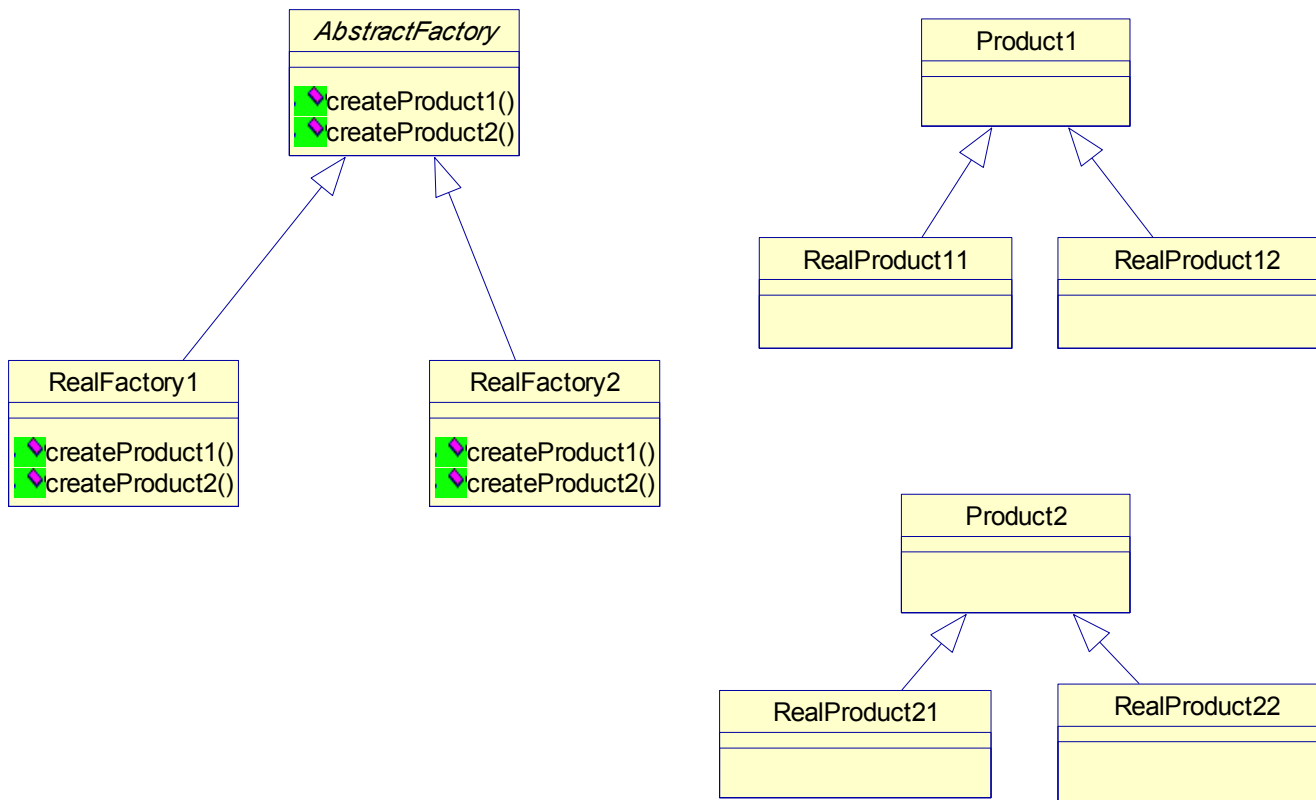 AbstractFactory
createProduct1()
createProduct2()
Product1
RealProduct11
RealProduct12
RealFactory1
createProduct1()
createProduct2()
RealFactory2
createProduct1()
createProduct2()
Product2
RealProduct21
RealProduct22